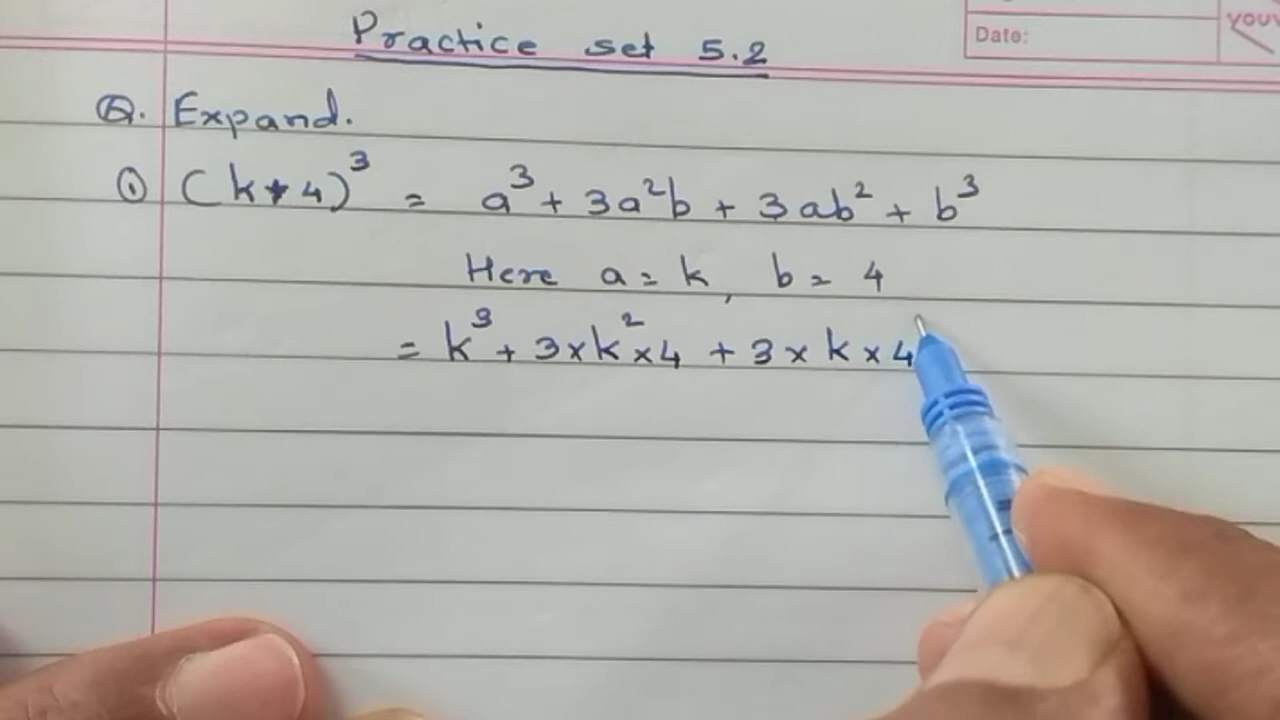 Practice set 5.2
Date:
Q. Expand.
① (k+4)³ = a³ + 3a²b + 3ab² + b³
Here a = k, b = 4
= k³ + 3×k²×4 + 3×k×4